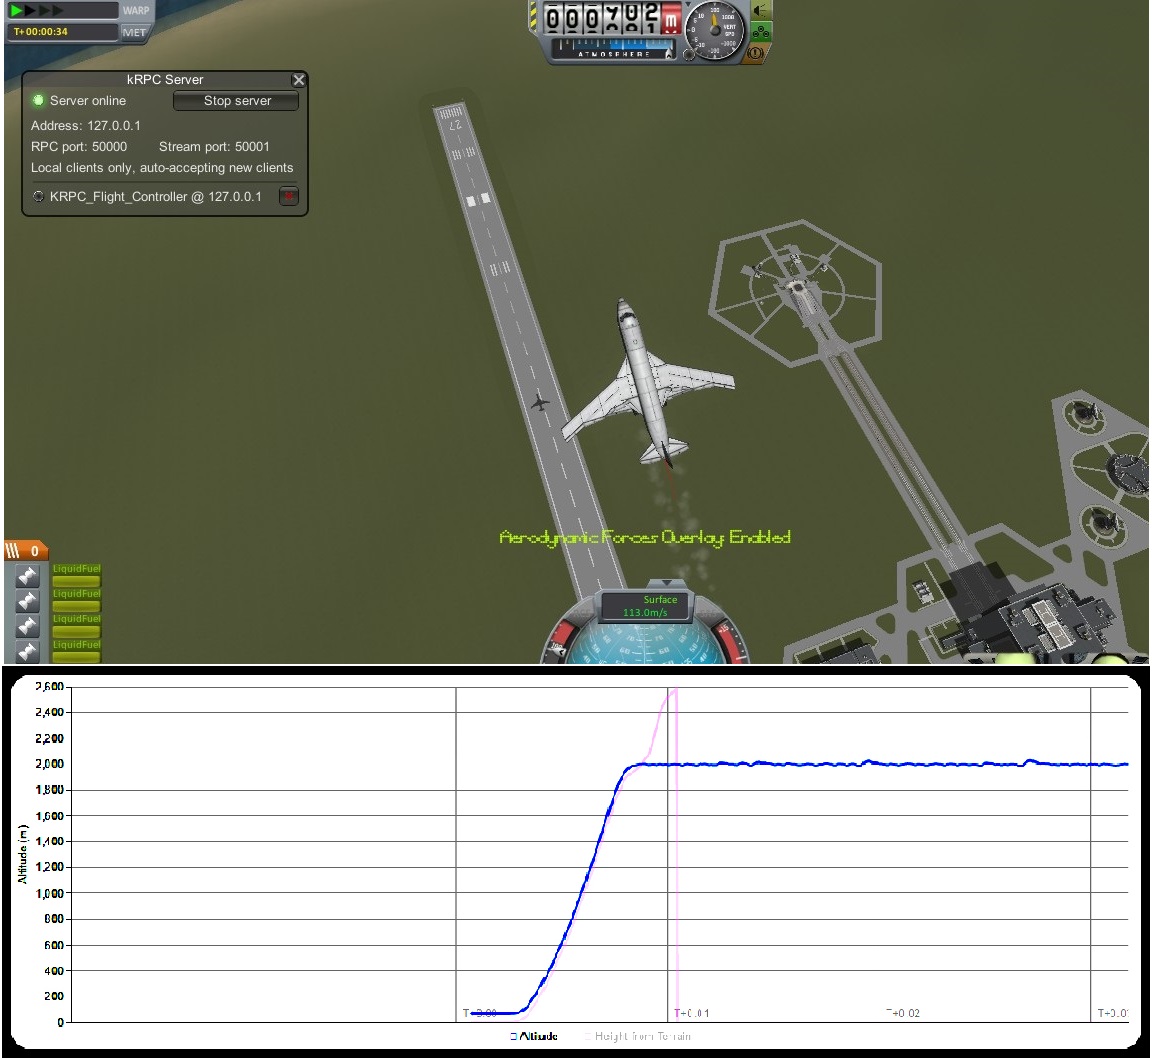 WARP
T+00:00:34
MET
m
ATMOSPHERE
VERT
SPD
kRPC Server
Server online
Stop server
Address: 127.0.0.1
RPC port: 50000
Stream port: 50001
Local clients only, auto-accepting new clients
KRPC_Flight_Controller @ 127.0.0.1
27
Aerodynamic Forces Overlay: Enabled
0
LiquidFuel
LiquidFuel
LiquidFuel
LiquidFuel
Surface
113.0m/s
2,600
2,400
2,200
2,000
1,800
1,600
1,400
1,200
1,000
800
600
400
200
0
Altitude (m)
T+0.00
T+0.01
T+0.02
Altitude
Height from Terrain